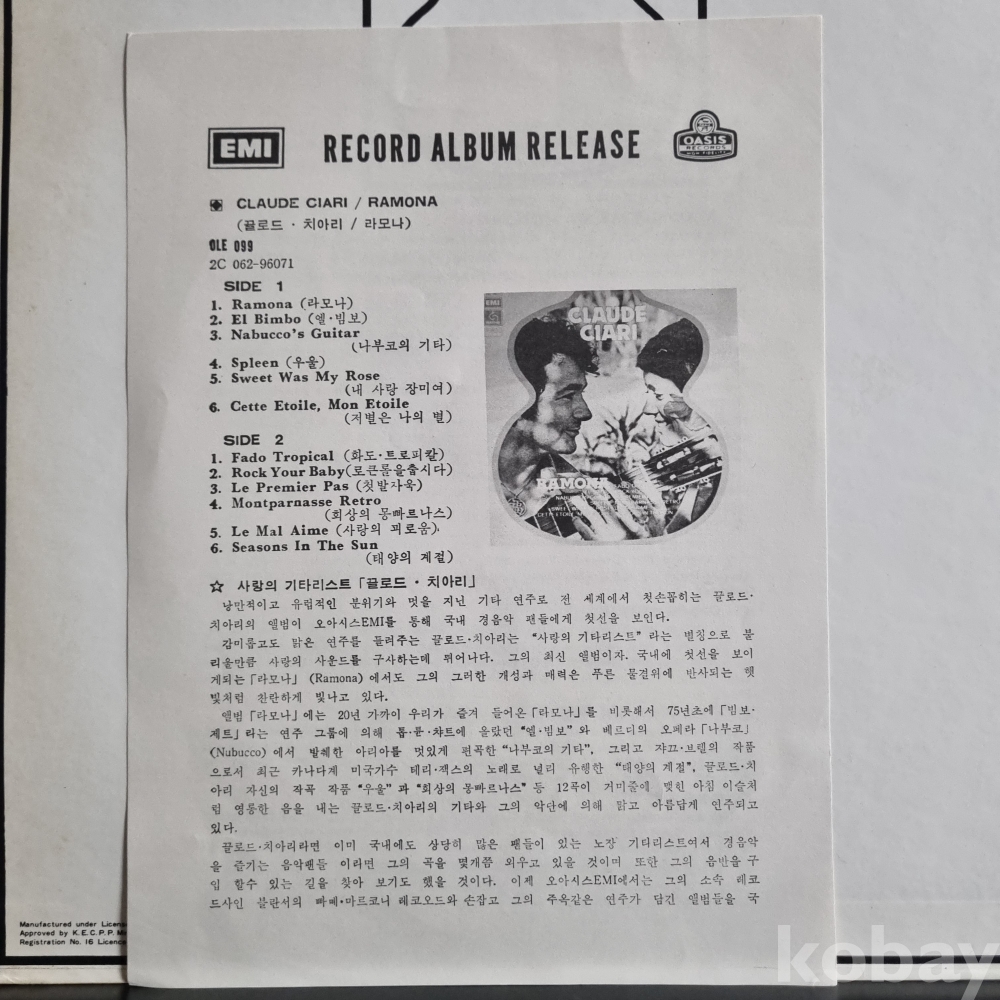 EMI
RECORD ALBUM RELEASE
OASIS
RECORDS
HIGH FIDELITY
CLAUDE CIARI / RAMONA
(끌로드 · 치아리 / 라모나)
OLE 099
2C 062-96071
SIDE 1
1. Ramona (라모나)
2. El Bimbo (엘·빔보)
3. Nabucco's Guitar
(나부코의 기타)
4. Spleen (우울)
5. Sweet Was My Rose
(내 사랑 장미여)
6. Cette Etoile, Mon Etoile
(저별은 나의 별)
SIDE 2
1. Fado Tropical (화도·트로피칼)
2. Rock Your Baby(로큰롤을춥시다)
3. Le Premier Pas (첫발자욱)
4. Montparnasse Retro
(회상의 몽빠르나스)
5. Le Mal Aime (사랑의 괴로움)
6. Seasons In The Sun
(태양의 계절)
EMI
CLAUDE
CIARI
RAMONA
☆ 사랑의 기타리스트「끌로드 · 치아리」
낭만적이고 유럽적인 분위기와 멋을 지닌 기타 연주로 전 세계에서 첫손꼽히는 끌로드·
치아리의 앨범이 오아시스EMI를 통해 국내 경음악 팬들에게 첫선을 보인다.
감미롭고도 맑은 연주를 들려주는 끌로드·치아리는 "사랑의 기타리스트" 라는 별칭으로 불
리울만큼 사랑의 사운드를 구사하는데 뛰어나다. 그의 최신 앨범이자. 국내에 첫선을 보이
게되는「라모나」(Ramona) 에서도 그의 그러한 개성과 매력은 푸른 물결위에 반사되는 햇
빛처럼 찬란하게 빛나고 있다.
앨범「라모나」에는 20년 가까이 우리가 즐겨 들어온「라모나」를 비롯해서 75년초에「빔보·
제트」라는 연주 그룹에 의해 톱·푼·챠트에 올랐던 "엘·빔보" 와 베르디의 오페라「나부코」
(Nubucco) 에서 발췌한 아리아를 멋있게 편곡한 "나부코의 기타", 그리고 쟈끄·브렐의 작품
으로서 최근 카나다계 미국가수 테리·잭스의 노래로 널리 유행한 "태양의 계절", 끌로드·치
아리 자신의 작곡 작품 "우울" 과 "회상의 몽빠르나스" 등 12곡이 거미줄에 맺힌 아침 이슬처
럼 영롱한 음을 내는 끌로드·치아리의 기타와 그의 악단에 의해 맑고 아름답게 연주되고
있다.
끌로드·치아리라면 이미 국내에도 상당히 많은 팬들이 있는 노장 기타리스트여서 경음악
을 즐기는 음악팬들 이라면 그의 곡을 몇개쯤 외우고 있을 것이며 또한 그의 음반을 구
입 할수 있는 길을 찾아 보기도 했을 것이다. 이제 오아시스EMI에서는 그의 소속 레코
드사인 불란서의 빠떼·마르코니 레코오드와 손잡고 그의 주옥같은 연주가 담긴 앨범들을 국
Manufactured under Licens
Approved by K.E.C.P.P.
Registration No. 16 Licence
kobay